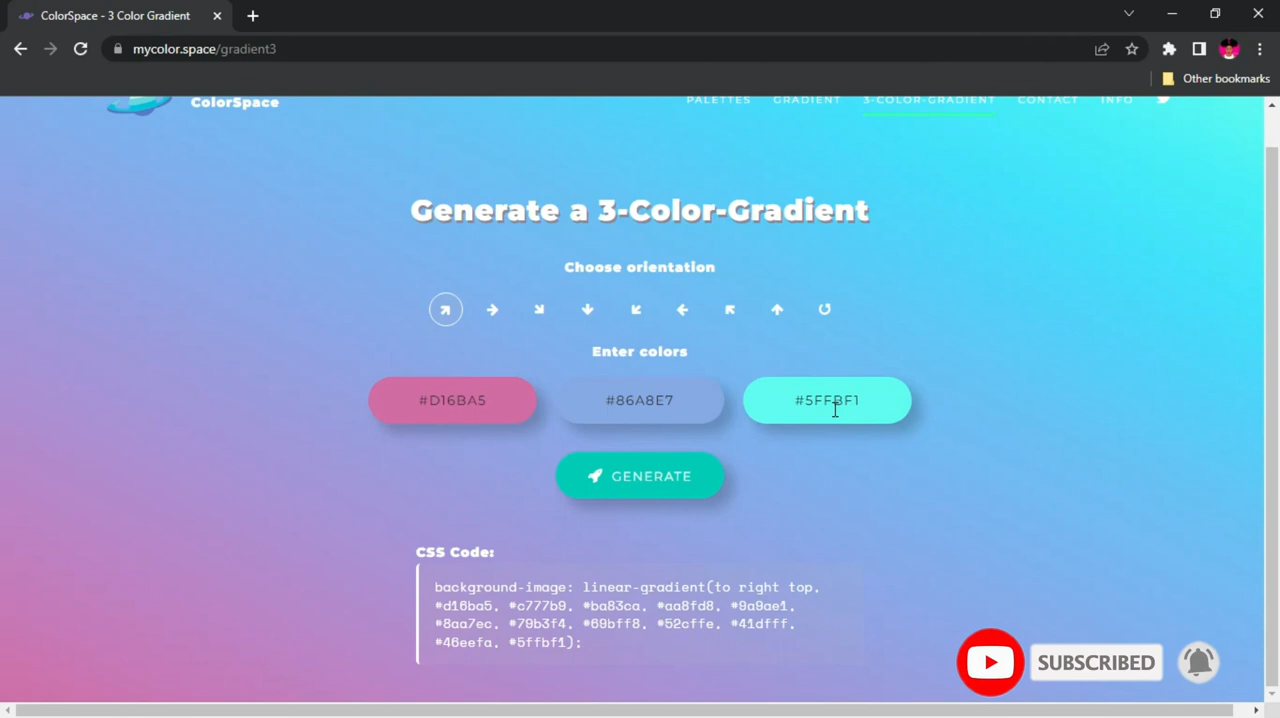 ColorSpace - 3 Color Gradient
mycolor.space/gradient3
Other bookmarks
ColorSpace
PALETTES GRADIENT 3-COLOR-GRADIENT CONTACT INFO
Generate a 3-Color-Gradient
Choose orientation
Enter colors
#D16BA5 #86A8E7 #5FFBF1
GENERATE
CSS Code:
background-image: linear-gradient(to right top,
#d16ba5, #c777b9, #ba83ca, #aa8fd8, #9a9ae1,
#8aa7ec, #79b3f4, #69bff8, #52cffe, #41dfff,
#46eefa, #5ffbf1);
SUBSCRIBED